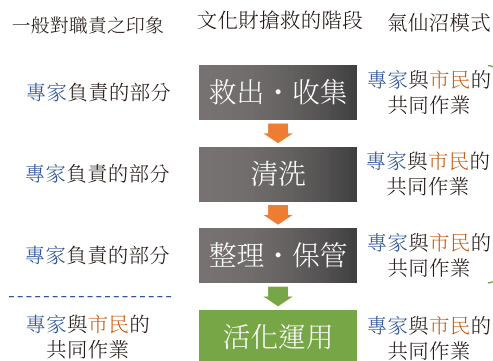 一般對職責之印象
文化財搶救的階段
氣仙沼模式
專家負責的部分
救出・收集
專家與市民的
共同作業
專家負責的部分
清洗
專家與市民的
共同作業
專家負責的部分
整理・保管
專家與市民的
共同作業
專家與市民的
共同作業
活化運用
專家與市民的
共同作業